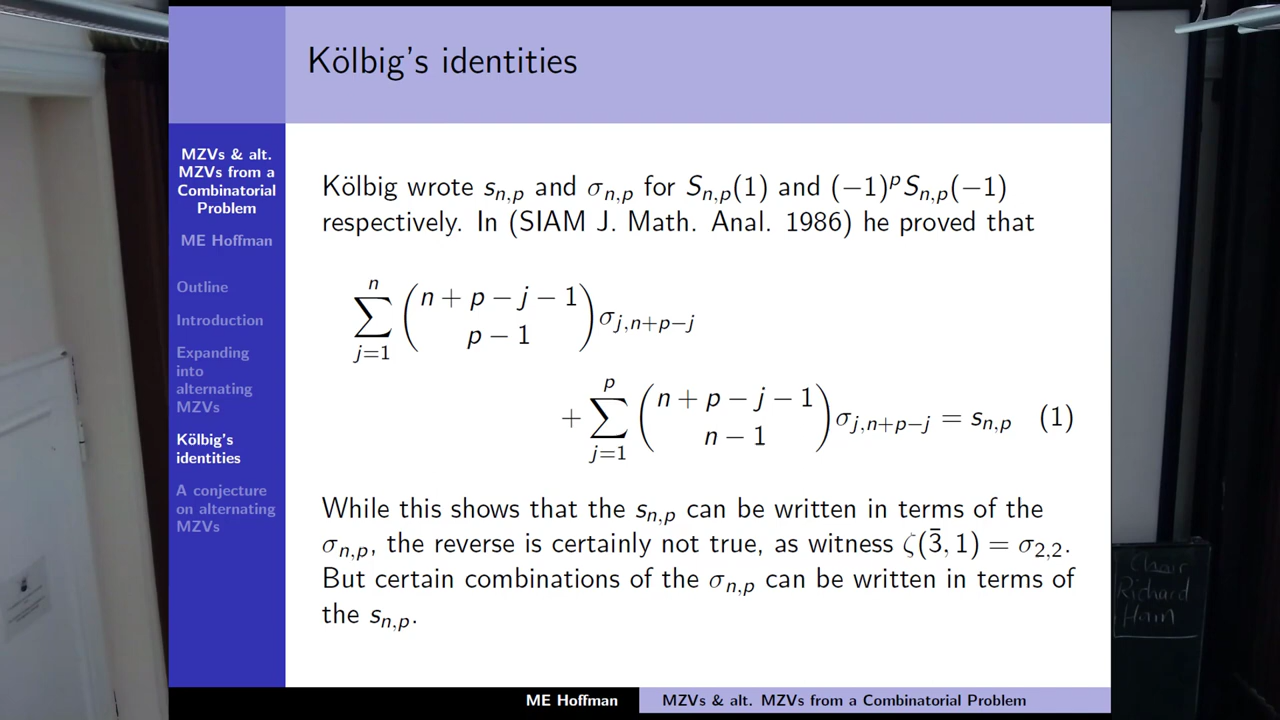 Kölbig's identities
MZVs & alt.
MZVs from a
Combinatorial
Problem
ME Hoffman
Outline
Introduction
Expanding
into
alternating
MZVs
Kölbig's
identities
A conjecture
on alternating
MZVs
Kölbig wrote s_{n,p} and σ_{n,p} for S_{n,p}(1) and (−1)^p S_{n,p}(−1)
respectively. In (SIAM J. Math. Anal. 1986) he proved that
\sum_{j=1}^{n} \binom{n+p−j−1}{p−1} σ_{j,n+p−j}
+ \sum_{j=1}^{p} \binom{n+p−j−1}{n−1} σ_{j,n+p−j} = s_{n,p} (1)
While this shows that the s_{n,p} can be written in terms of the
σ_{n,p}, the reverse is certainly not true, as witness ζ(\bar{3}, 1) = σ_{2,2}.
But certain combinations of the σ_{n,p} can be written in terms of
the s_{n,p}.
ME Hoffman
MZVs & alt. MZVs from a Combinatorial Problem
Chair
Richard
Hain